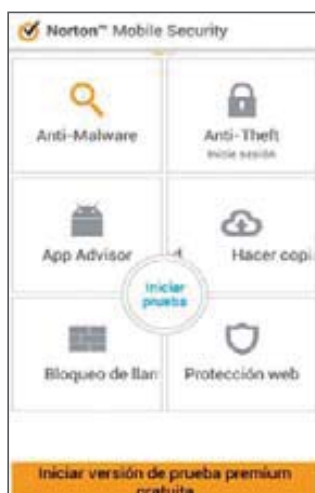 Norton™ Mobile Security
Anti-Malware
Anti-Theft
Inicie sesión
App Advisor
Hacer copi
Iniciar
prueba
Bloqueo de llam
Protección web
Iniciar versión de prueba premium
gratuita